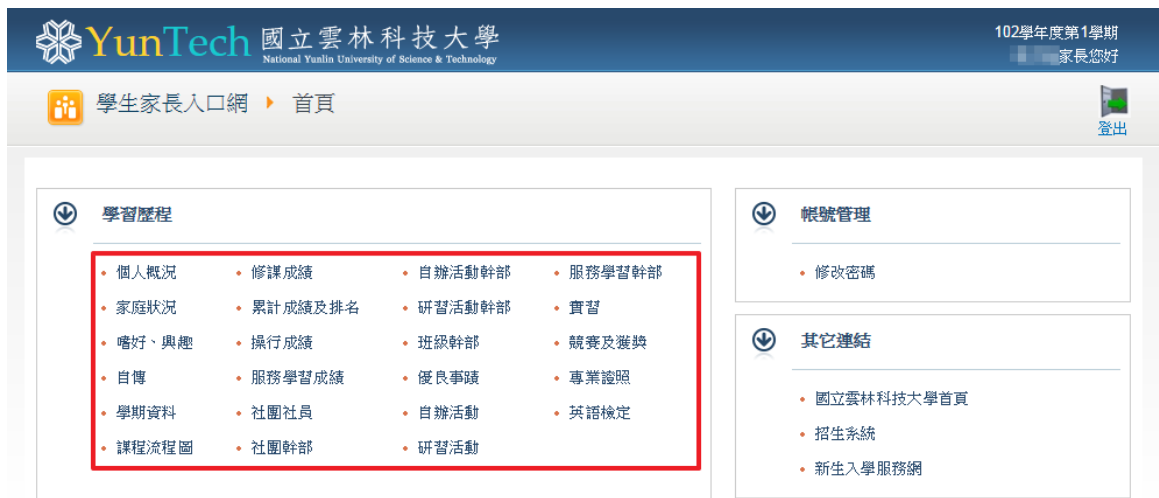 YunTech 國立雲林科技大學
National Yunlin University of Science & Technology
102學年度第1學期
家長您好
學生家長入口網 首頁
登出
學習歷程
個人概況 修課成績 自辦活動幹部 服務學習幹部
家庭狀況 累計成績及排名 研習活動幹部 實習
嗜好、興趣 操行成績 班級幹部 競賽及獲獎
自傳 服務學習成績 優良事蹟 專業證照
學期資料 社團社員 自辦活動 英語檢定
課程流程圖 社團幹部 研習活動
帳號管理
修改密碼
其它連結
國立雲林科技大學首頁
招生系統
新生入學服務網